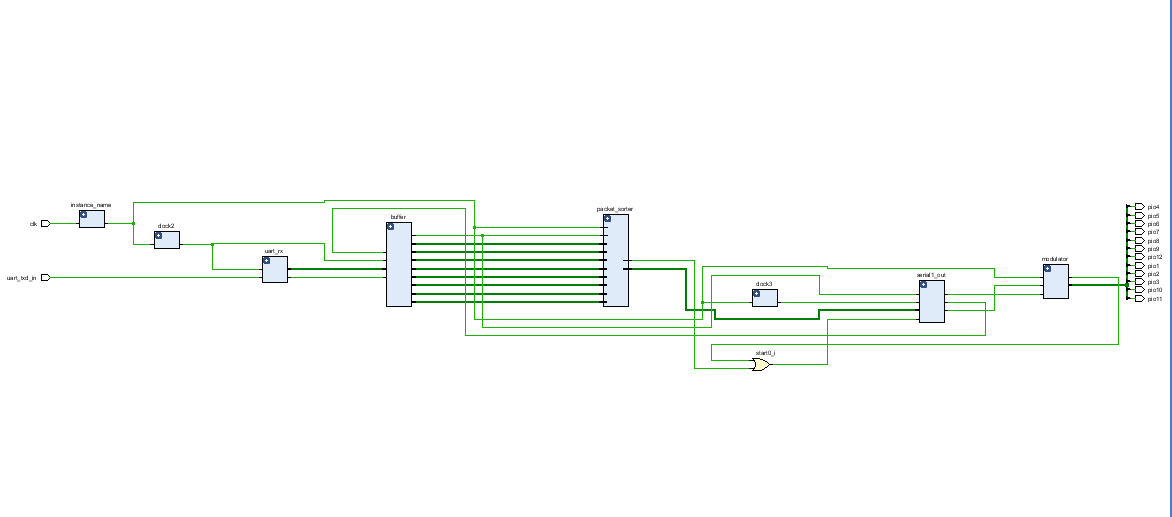 clk
uart_txd_in
instance_name
clock2
uart_rx
buffer
packet_sorter
clock3
start0_i
serial1_out
modulator
pio4
pio5
pio6
pio7
pio8
pio9
pio12
pio1
pio2
pio3
pio10
pio11